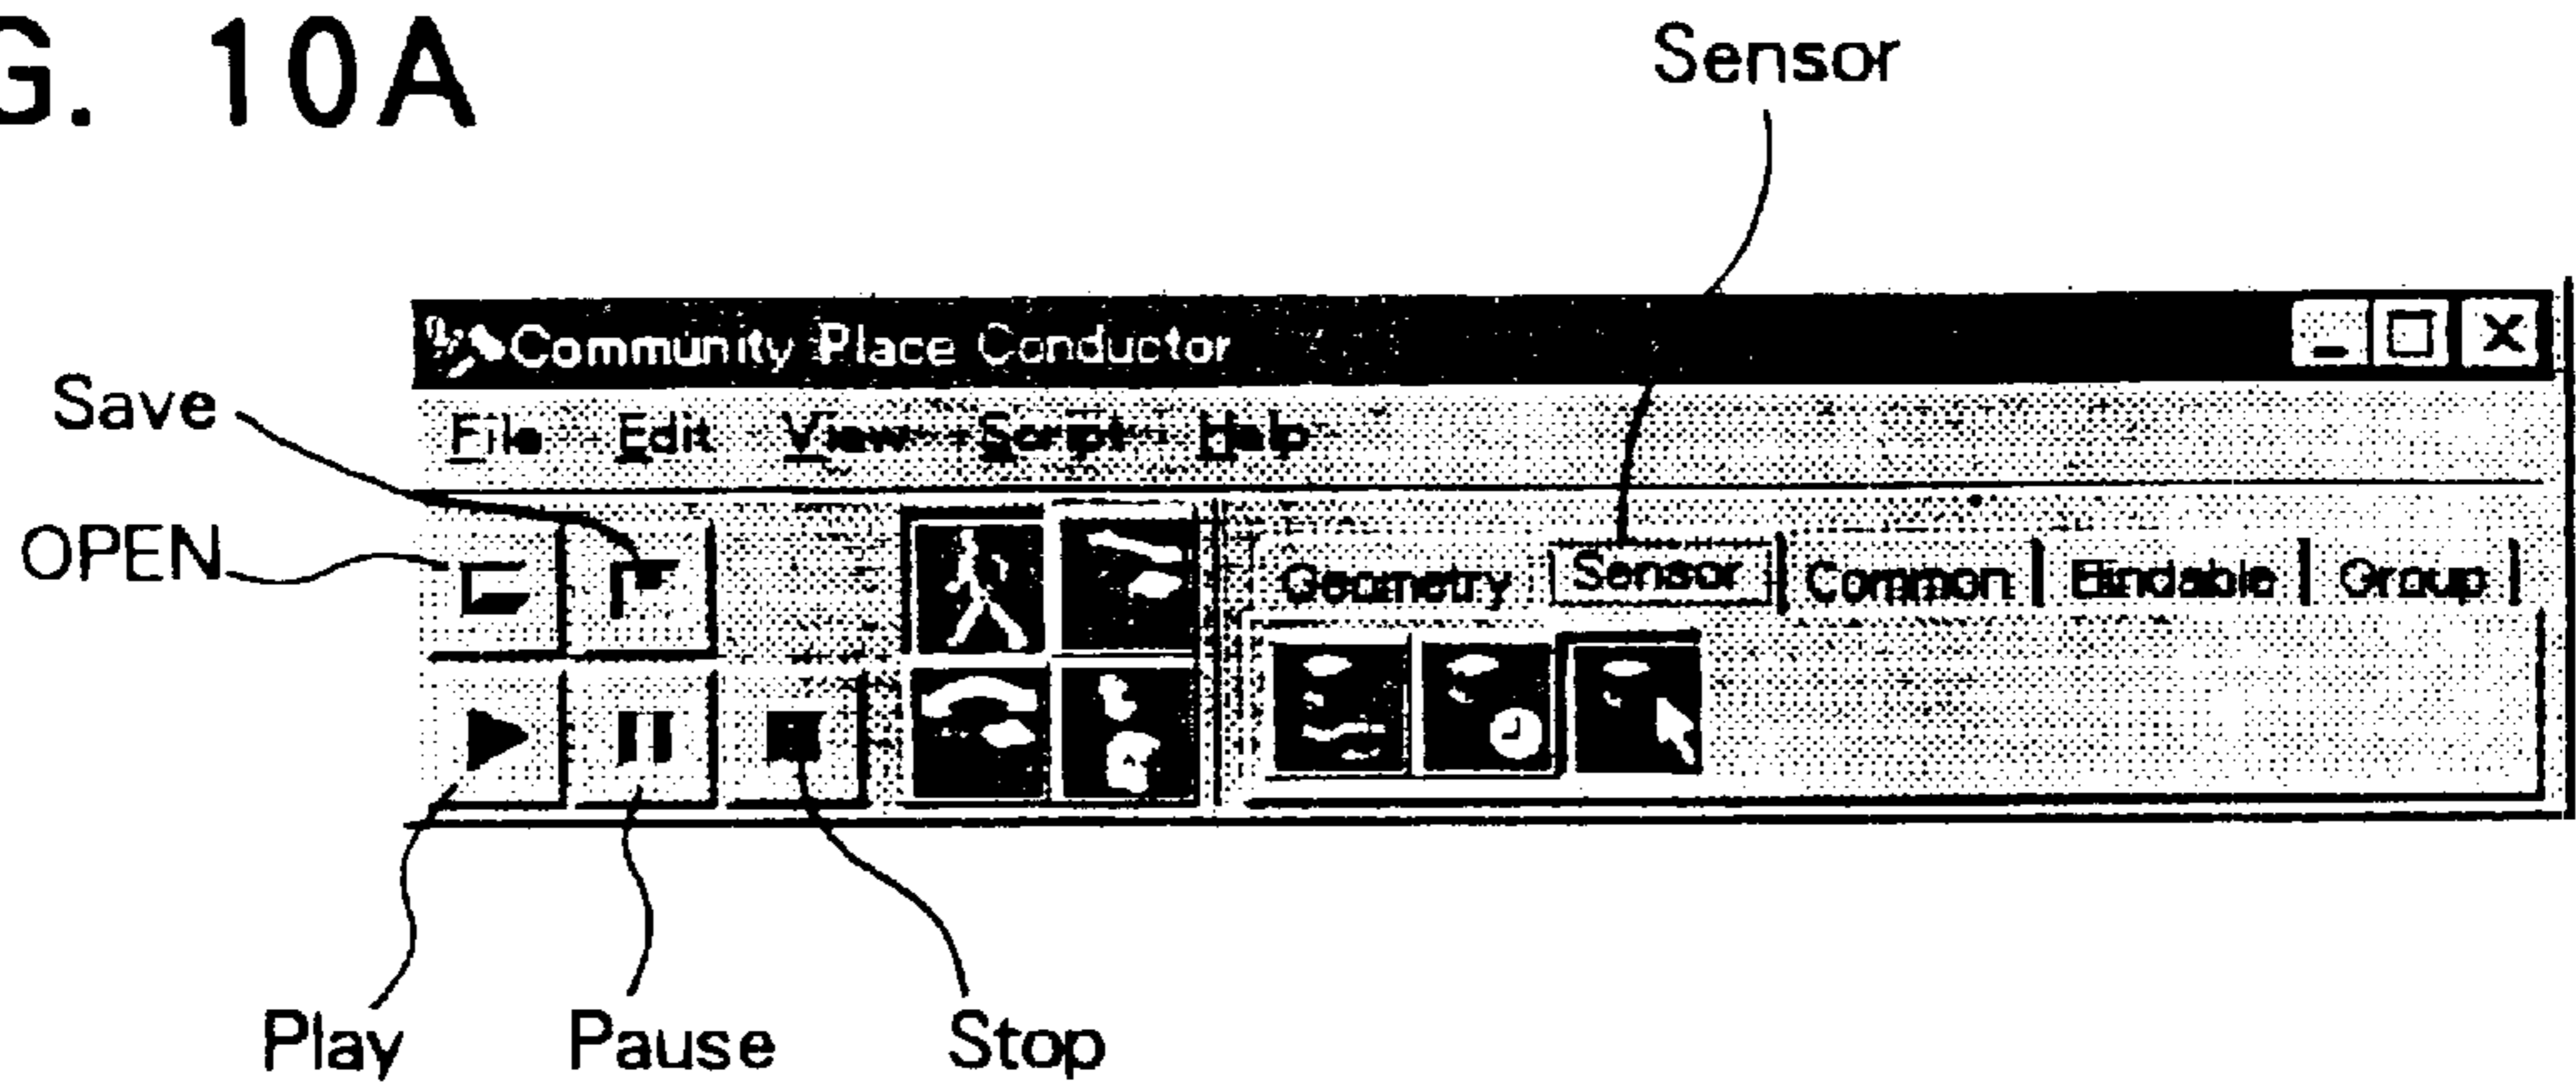 G. 10A
Sensor
Community Place Conductor
Save
File Edit View Script Help
OPEN
Geometry Sensor Common Bindable Group
Play Pause Stop